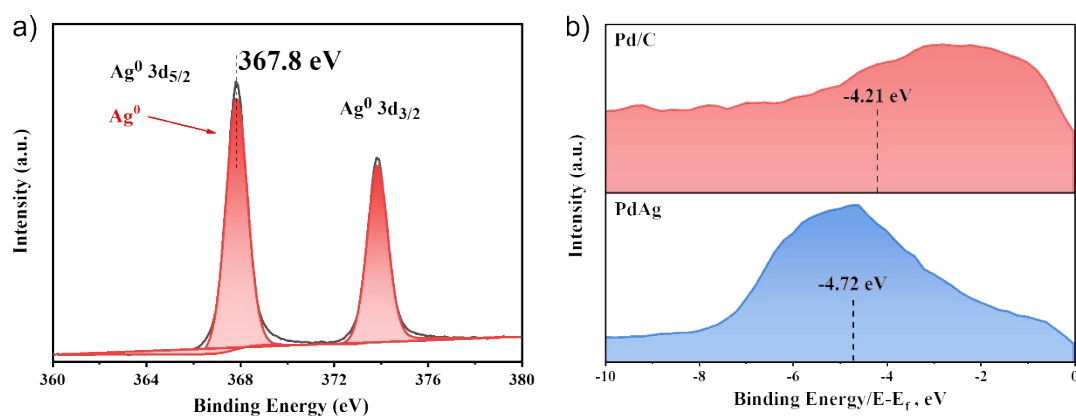 a)
367.8 eV
Ag⁰ 3d₅/₂
Ag⁰
Ag⁰ 3d₃/₂
Intensity (a.u.)
360 364 368 372 376 380
Binding Energy (eV)
b)
Pd/C
-4.21 eV
PdAg
-4.72 eV
Intensity (a.u.)
-10 -8 -6 -4 -2 0
Binding Energy/E-E_f , eV